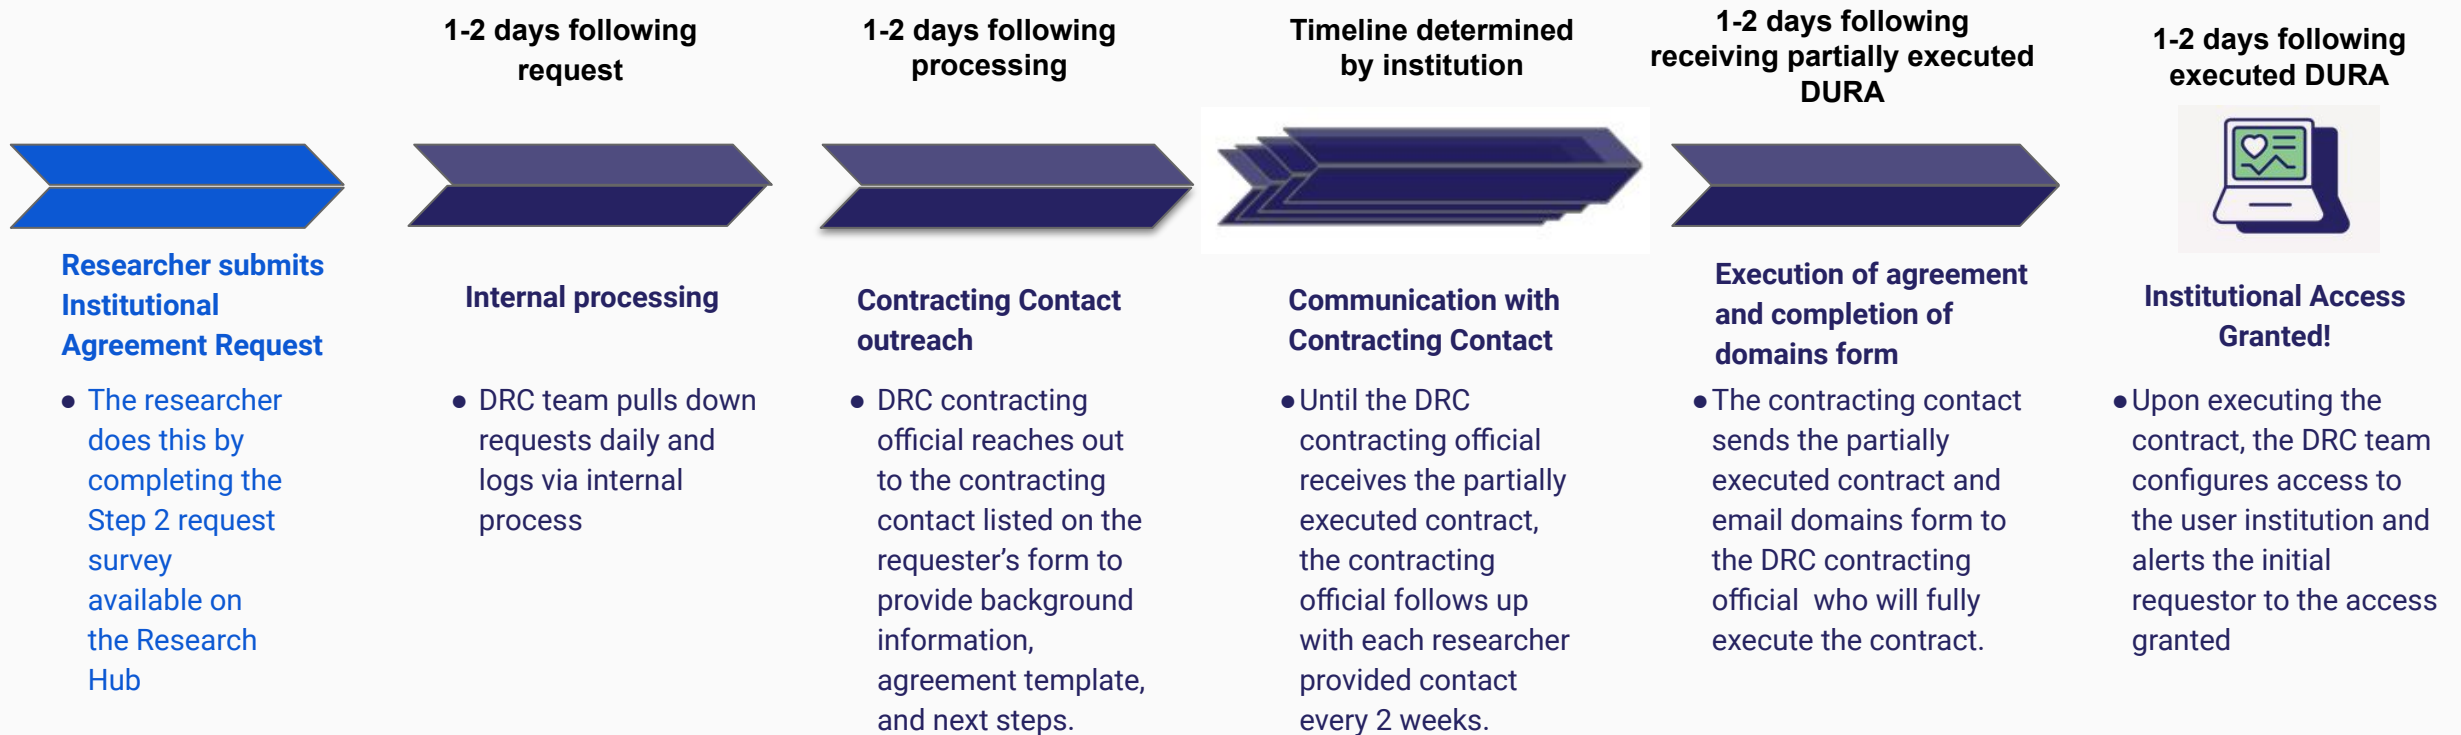 1-2 days following
request
1-2 days following
processing
Timeline determined
by institution
1-2 days following
receiving partially executed
DURA
1-2 days following
executed DURA
Researcher submits
Institutional
Agreement Request
● The researcher
does this by
completing the
Step 2 request
survey
available on
the Research
Hub
Internal processing
● DRC team pulls down
requests daily and
logs via internal
process
Contracting Contact
outreach
● DRC contracting
official reaches out
to the contracting
contact listed on the
requester’s form to
provide background
information,
agreement template,
and next steps.
Communication with
Contracting Contact
● Until the DRC
contracting official
receives the partially
executed contract,
the contracting
official follows up
with each researcher
provided contact
every 2 weeks.
Execution of agreement
and completion of
domains form
● The contracting contact
sends the partially
executed contract and
email domains form to
the DRC contracting
official who will fully
execute the contract.
Institutional Access
Granted!
● Upon executing the
contract, the DRC team
configures access to
the user institution and
alerts the initial
requestor to the access
granted